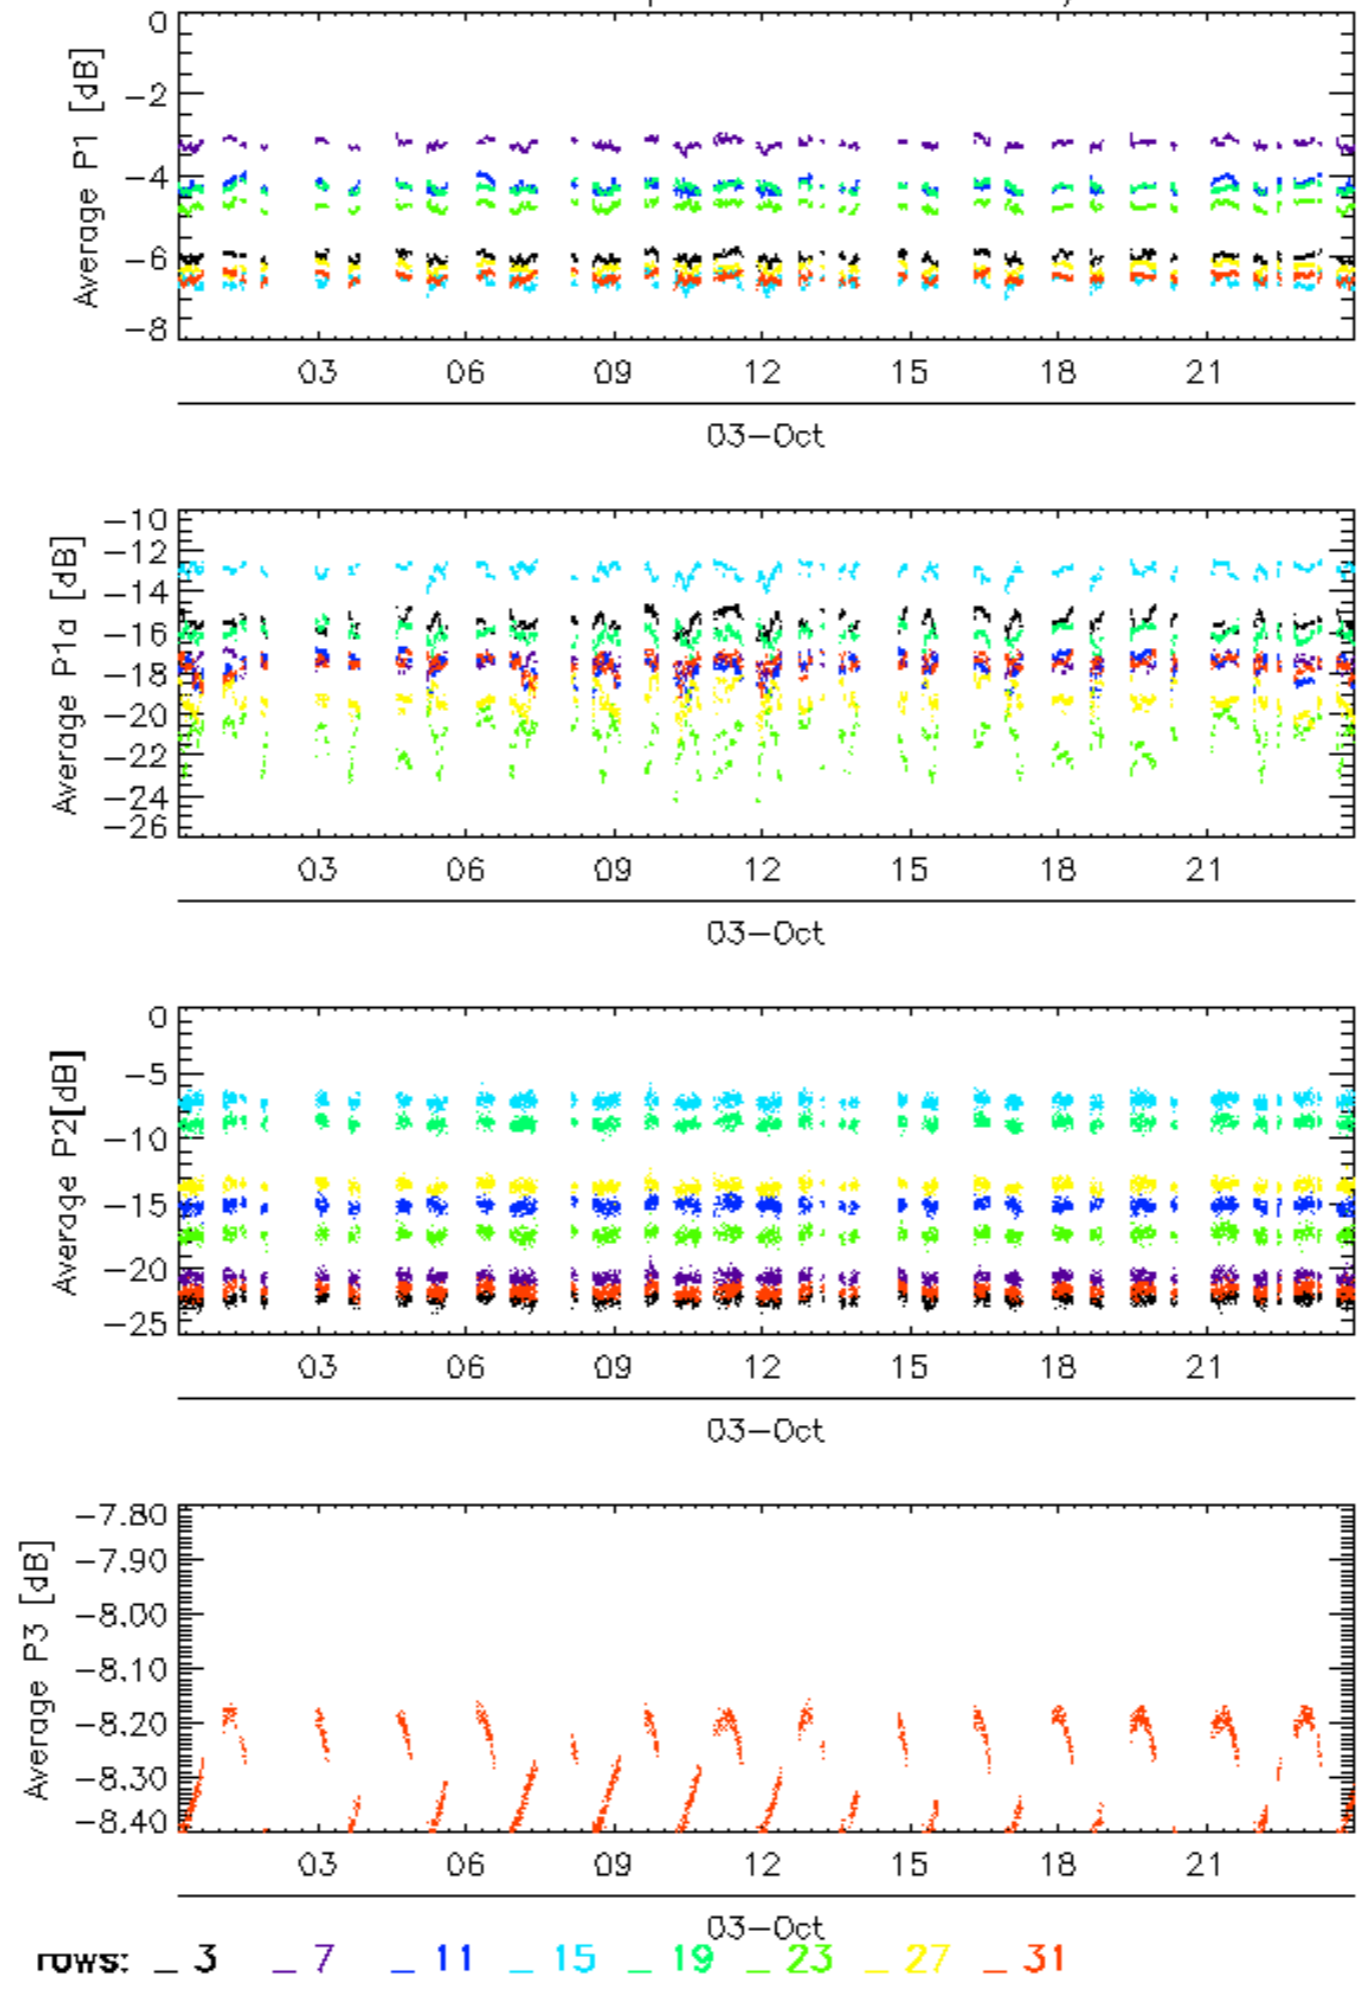 Average P1 [dB]
0
−2
−4
−6
−8
03 06 09 12 15 18 21
03−Oct
Average P1a [dB]
−10
−12
−14
−16
−18
−20
−22
−24
−26
03 06 09 12 15 18 21
03−Oct
Average P2[dB]
0
−5
−10
−15
−20
−25
03 06 09 12 15 18 21
03−Oct
Average P3 [dB]
−7.80
−7.90
−8.00
−8.10
−8.20
−8.30
−8.40
03 06 09 12 15 18 21
03−Oct
rows: _ 3 _ 7 _ 11 _ 15 _ 19 _ 23 _ 27 _ 31